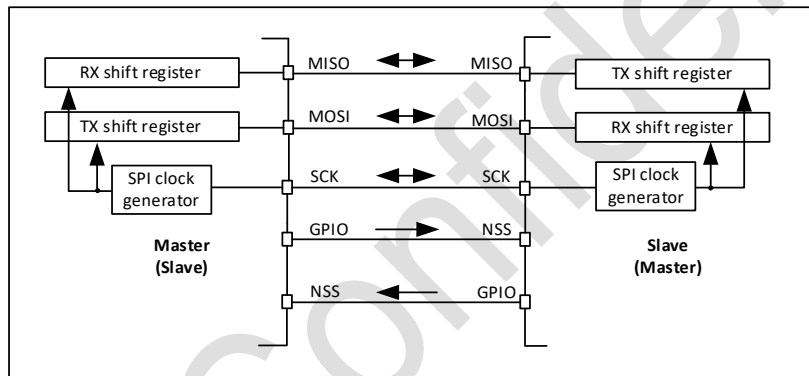 RX shift register
MISO
MISO
TX shift register
TX shift register
MOSI
MOSI
RX shift register
SPI clock
generator
SCK
SCK
SPI clock
generator
Master
(Slave)
GPIO
NSS
Slave
(Master)
NSS
GPIO